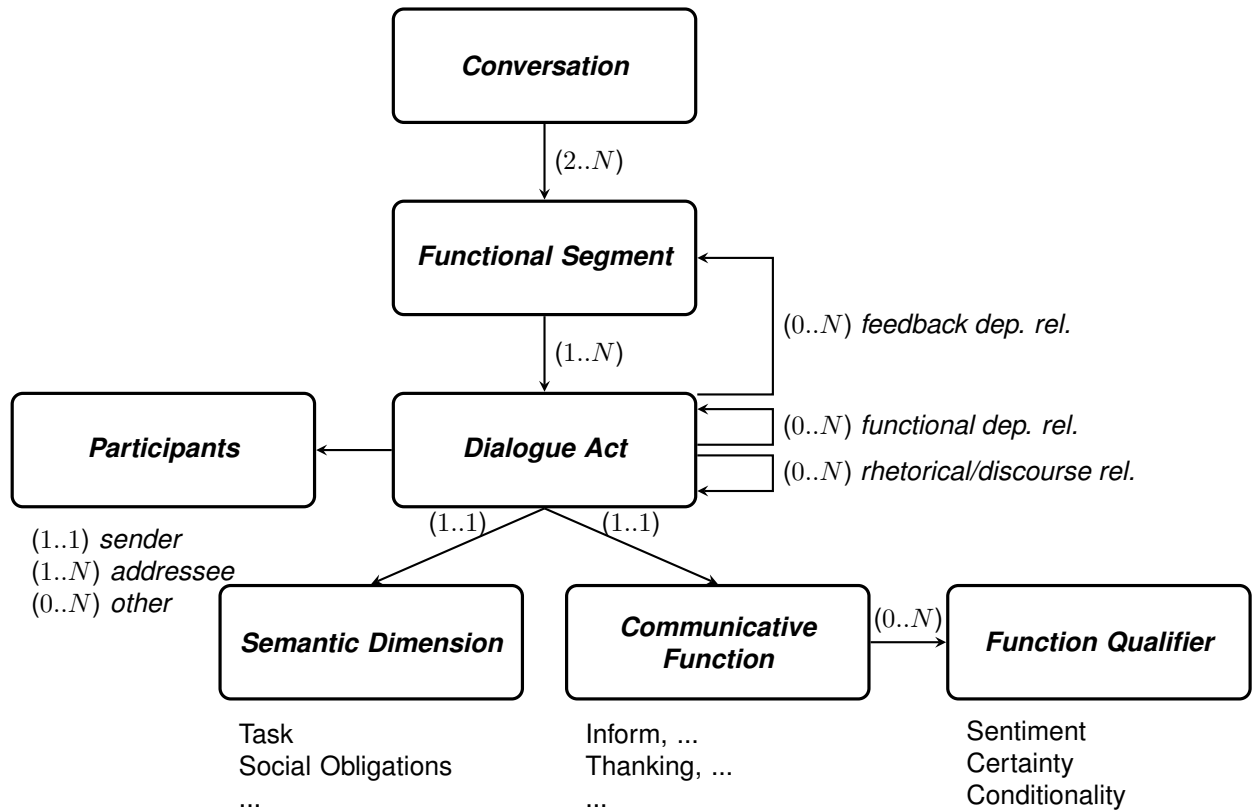 Conversation
(2..N)
Functional Segment
(0..N) feedback dep. rel.
(1..N)
Participants
Dialogue Act
(0..N) functional dep. rel.
(0..N) rhetorical/discourse rel.
(1..1) sender
(1..N) addressee
(0..N) other
(1..1)
(1..1)
Semantic Dimension
Communicative
Function
(0..N)
Function Qualifier
Task
Social Obligations
...
Inform, ...
Thanking, ...
...
Sentiment
Certainty
Conditionality